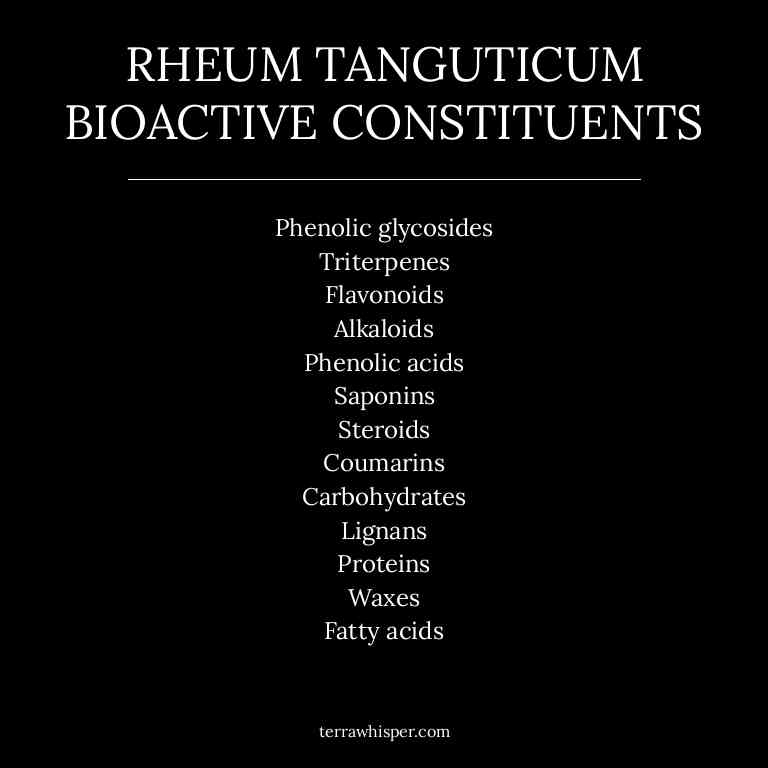 RHEUM TANGUTICUM
BIOACTIVE CONSTITUENTS
Phenolic glycosides
Triterpenes
Flavonoids
Alkaloids
Phenolic acids
Saponins
Steroids
Coumarins
Carbohydrates
Lignans
Proteins
Waxes
Fatty acids
terrawhisper.com